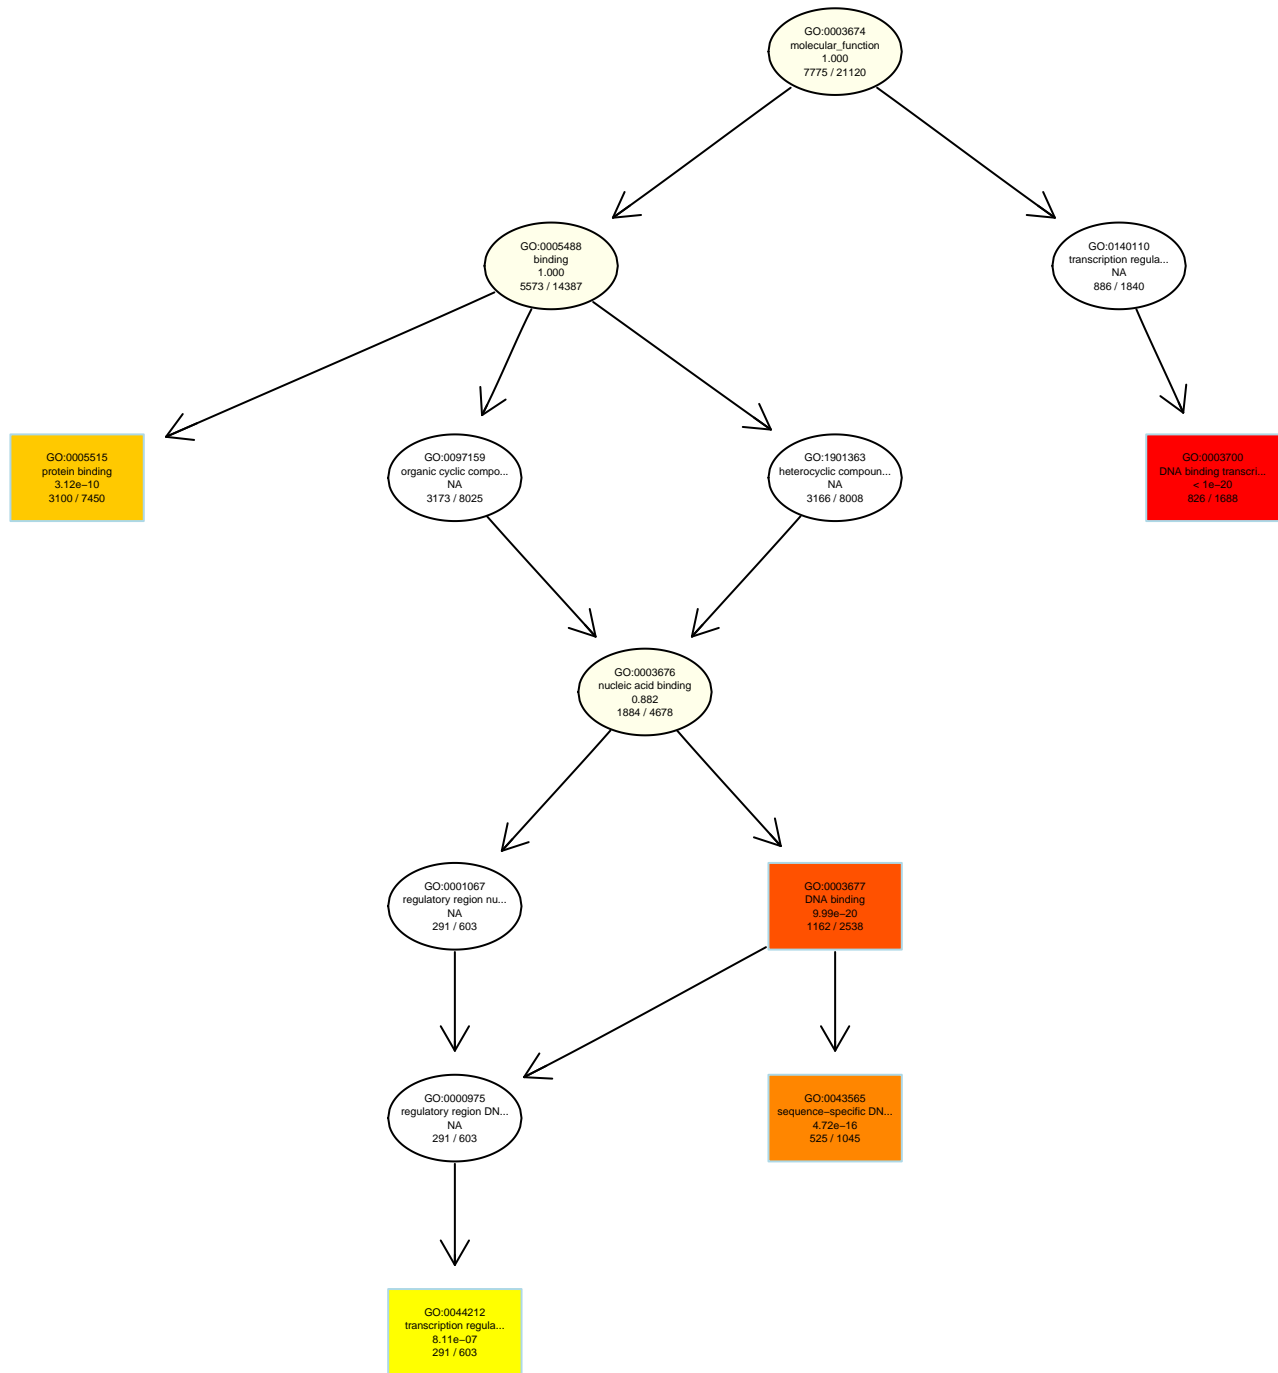 GO:0003674
molecular_function
1.000
7775 / 21120
GO:0005488
binding
1.000
5573 / 14387
GO:0140110
transcription regula...
NA
886 / 1840
GO:0005515
protein binding
3.12e−10
3100 / 7450
GO:0097159
organic cyclic compo...
NA
3173 / 8025
GO:1901363
heterocyclic compoun...
NA
3166 / 8008
GO:0003700
DNA binding transcri...
< 1e−20
826 / 1688
GO:0003676
nucleic acid binding
0.882
1884 / 4678
GO:0001067
regulatory region nu...
NA
291 / 603
GO:0003677
DNA binding
9.99e−20
1162 / 2538
GO:0000975
regulatory region DN...
NA
291 / 603
GO:0043565
sequence−specific DN...
4.72e−16
525 / 1045
GO:0044212
transcription regula...
8.11e−07
291 / 603